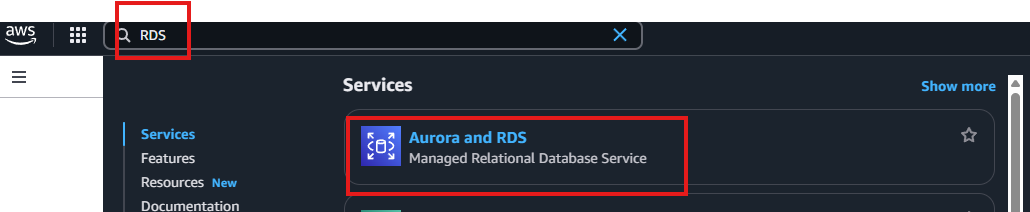 aws
RDS
Services
Show more
Services
Features
Resources New
Documentation
Aurora and RDS
Managed Relational Database Service